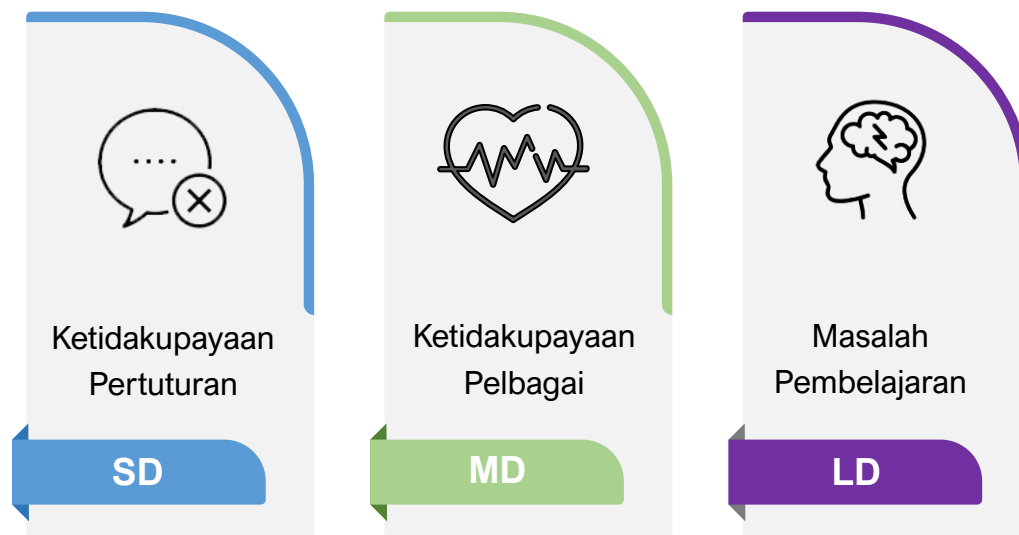 Ketidakupayaan
Pertuturan
SD
Ketidakupayaan
Pelbagai
MD
Masalah
Pembelajaran
LD